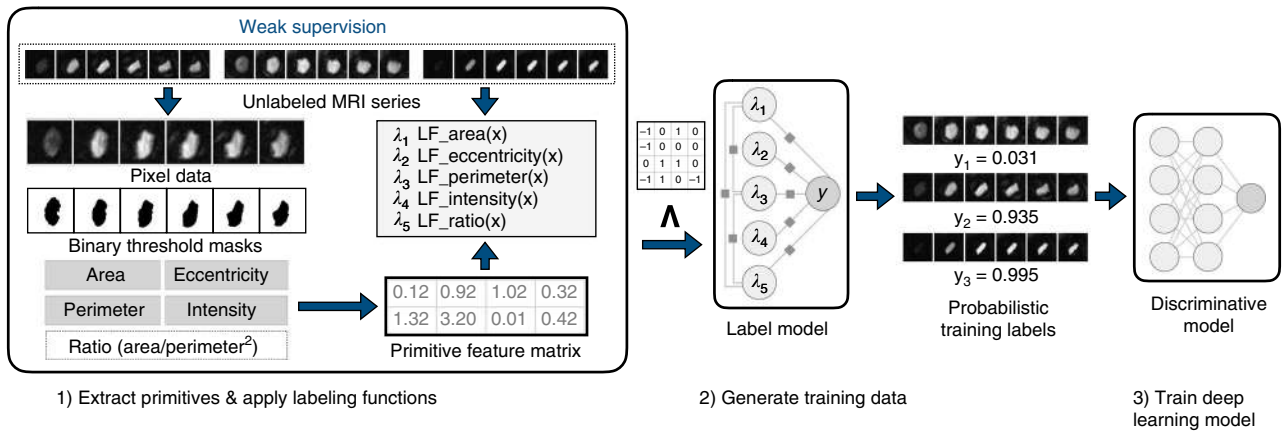 Weak supervision
Unlabeled MRI series
Pixel data
Binary threshold masks
Area
Eccentricity
Perimeter
Intensity
Ratio (area/perimeter²)
λ₁ LF_area(x)
λ₂ LF_eccentricity(x)
λ₃ LF_perimeter(x)
λ₄ LF_intensity(x)
λ₅ LF_ratio(x)
0.12 0.92 1.02 0.32
1.32 3.20 0.01 0.42
Primitive feature matrix
1) Extract primitives & apply labeling functions
−1 0 1 0
−1 0 0 0
0 1 1 0
−1 1 0 −1
Λ
λ₁
λ₂
λ₃
λ₄
λ₅
y
Label model
y₁ = 0.031
y₂ = 0.935
y₃ = 0.995
Probabilistic
training labels
2) Generate training data
Discriminative
model
3) Train deep
learning model